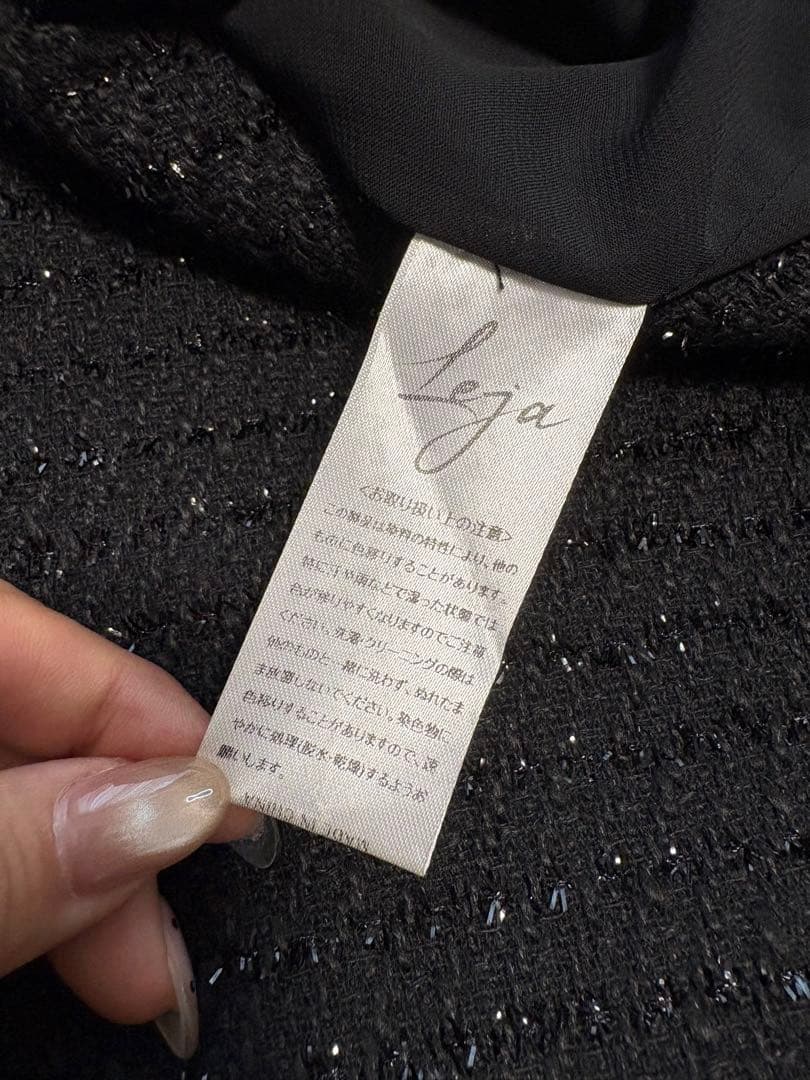 Leja
<お取り扱い上の注意>
この製品は染料の特性により、他の
ものに色移りすることがあります。
特に汗や雨などで湿った状態では
色が移りやすくなりますのでご注意
ください。洗濯・クリーニングの際は
他のものと一緒に洗わず、ぬれたま
ま放置しないでください。染色物に
色移りすることがありますので、速
やかに処理(脱水・乾燥)するようお
願いします。
MADE IN CHINA